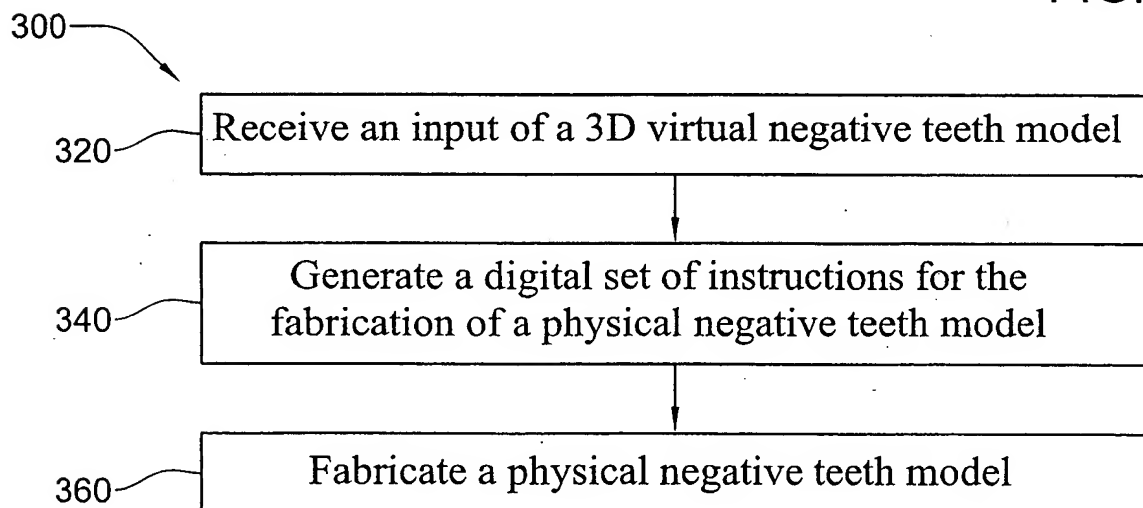 300
320
Receive an input of a 3D virtual negative teeth model
340
Generate a digital set of instructions for the
fabrication of a physical negative teeth model
360
Fabricate a physical negative teeth model